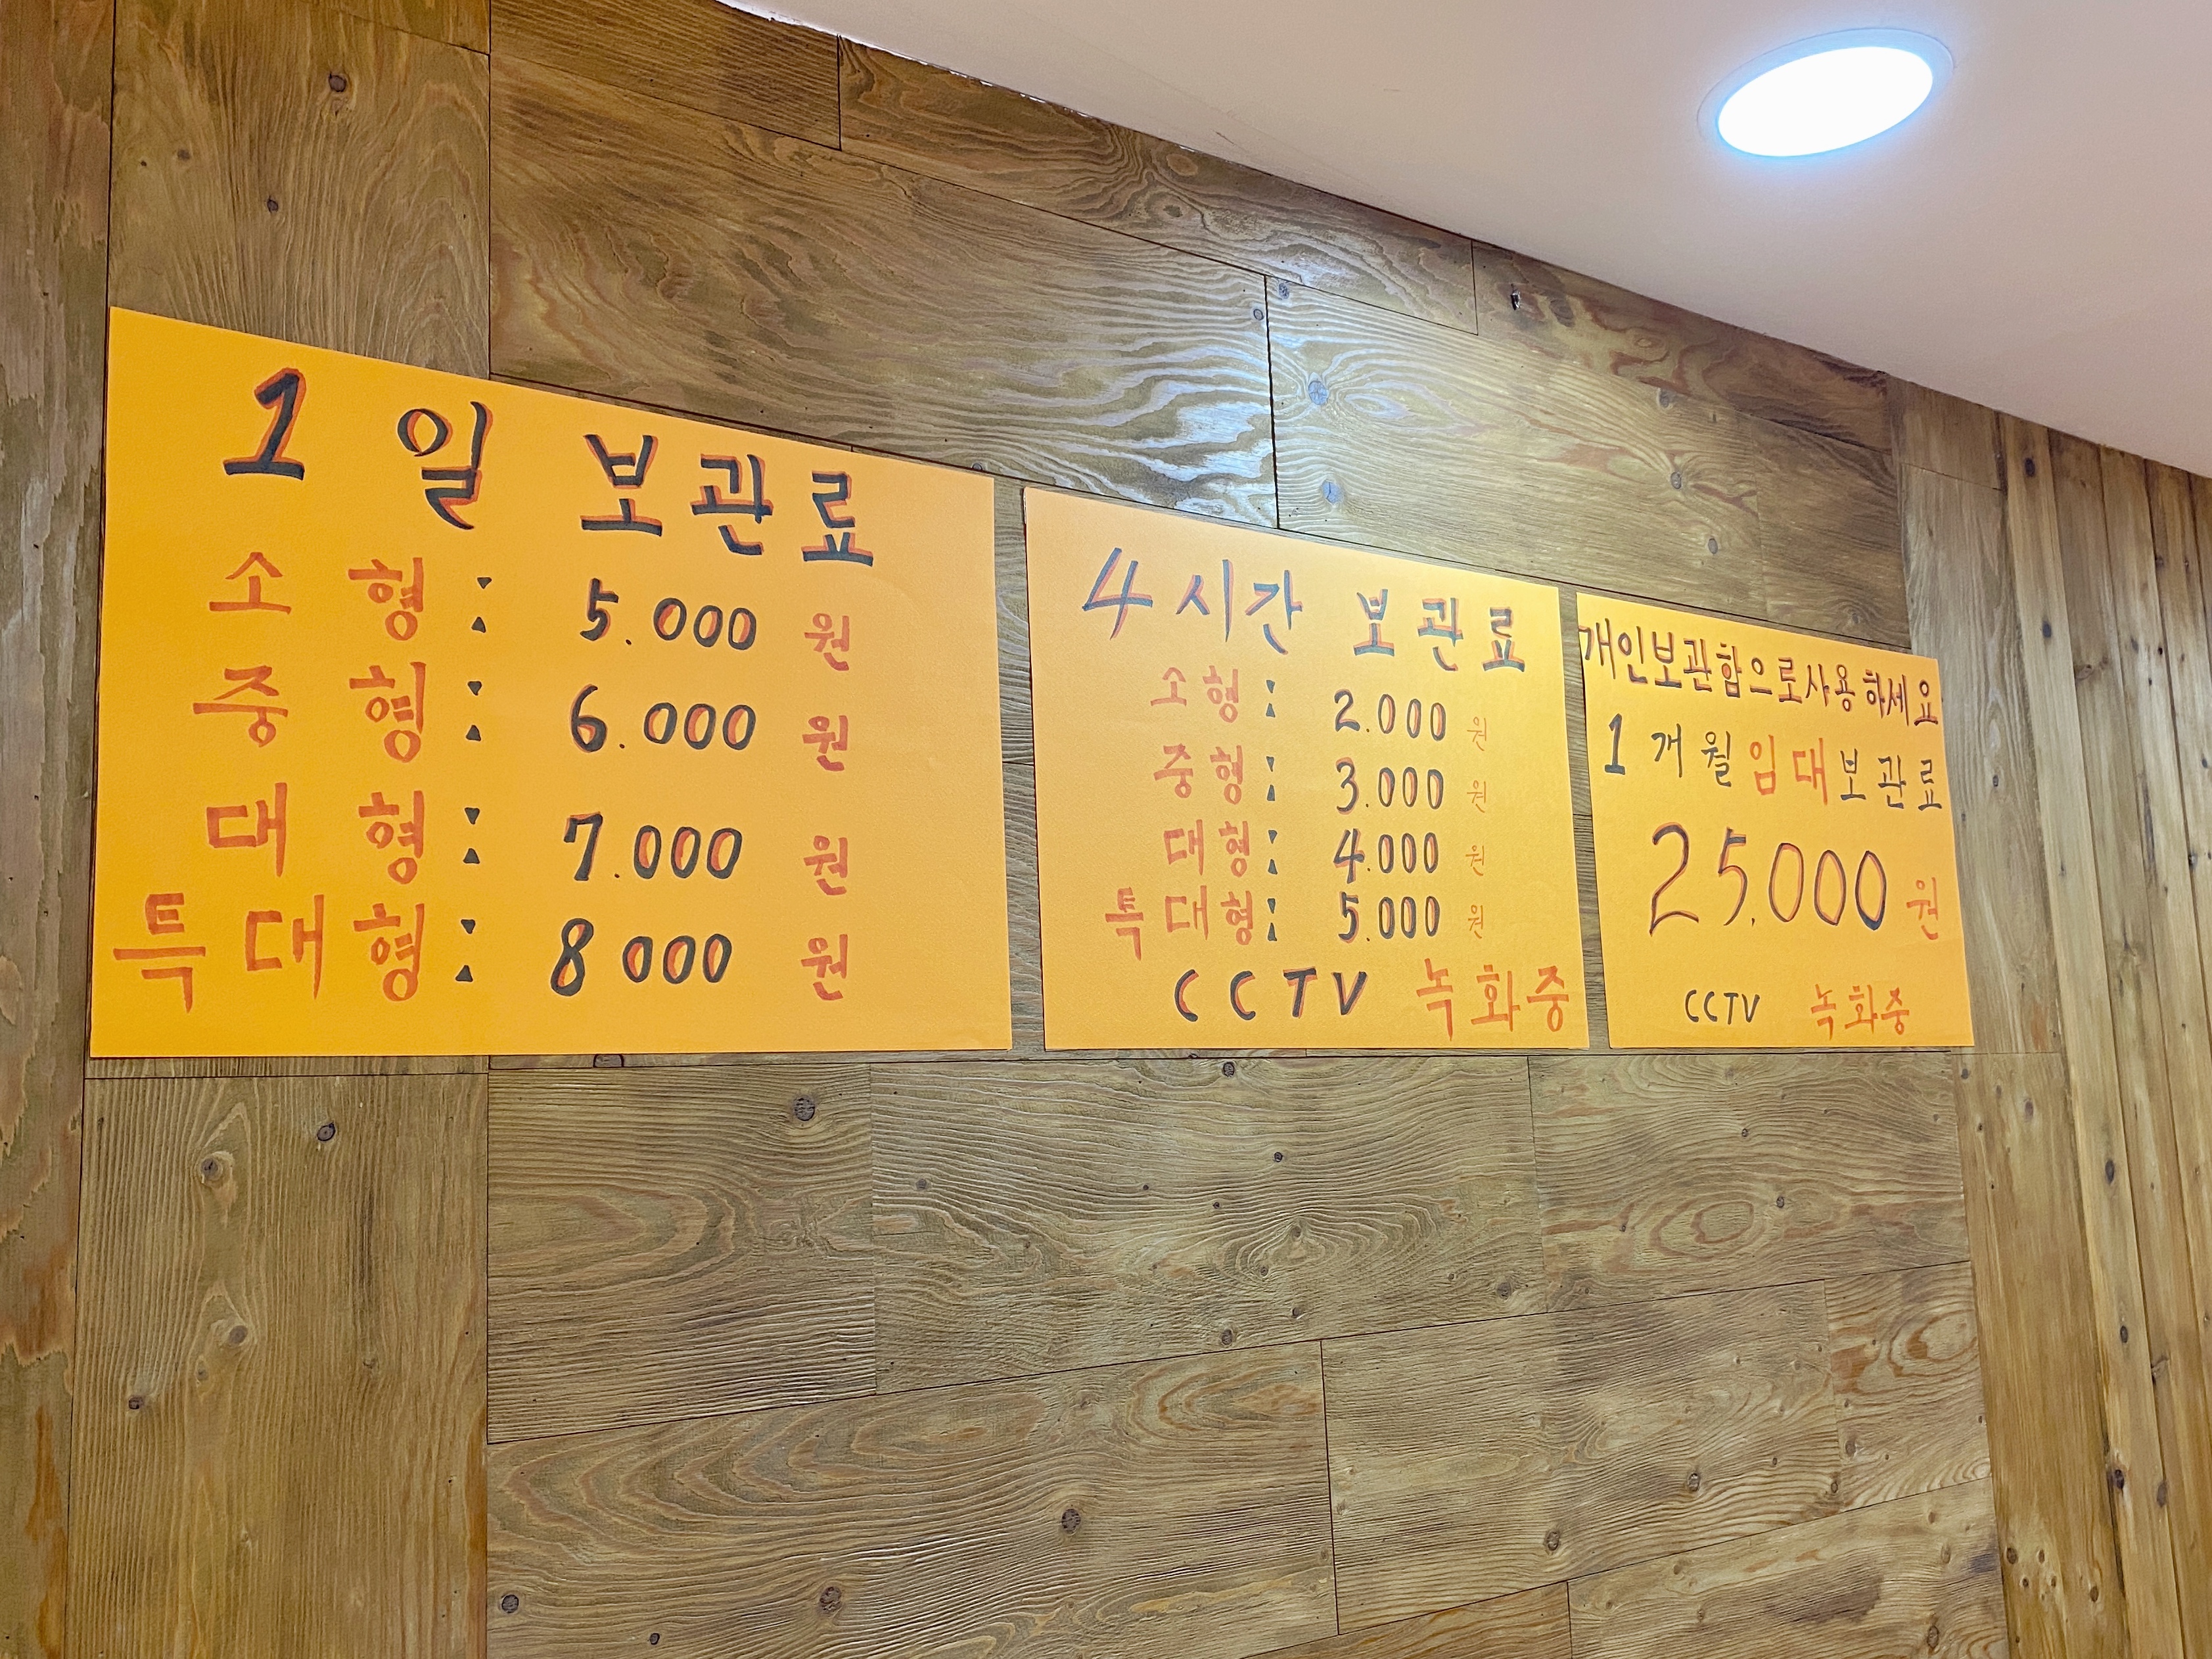 1일 보관료
소형 : 5.000 원
중형 : 6.000 원
대형 : 7.000 원
특대형 : 8 000 원
4시간 보관료
소형 : 2.000 원
중형 : 3.000 원
대형 : 4.000 원
특대형 : 5.000 원
CCTV 녹화중
개인보관함으로사용하세요
1개월임대보관료
25,000 원
CCTV 녹화중